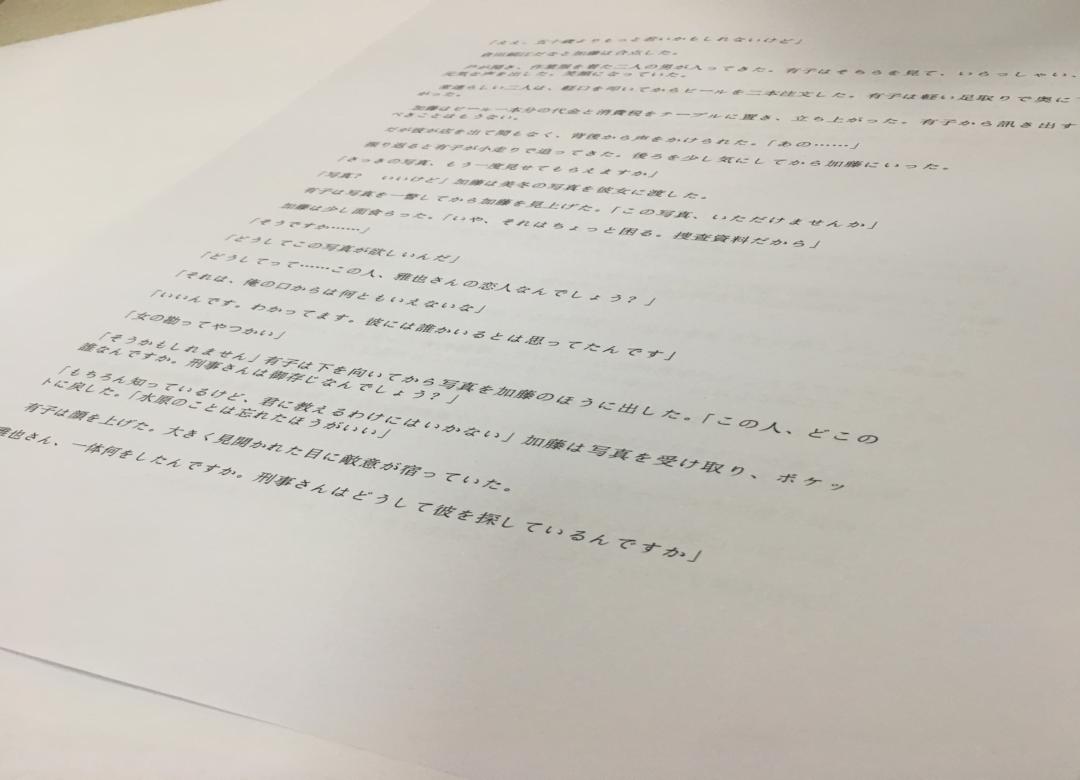 「ええ、五十歳よりもっと若いかもしれないけど」
だなと加藤は合点した。
戸が開き、作業服を着た二人の男が入ってきた。有子はそちらを見て、いらっしゃい、
元気な声を出した。笑顔になっていた。
常連らしい二人は、軽口を叩いてからビールを二本注文した。有子は軽い足取りで奥に
がった。
加藤はビール一本分の代金と消費税をテーブルに置き、立ち上がった。有子から訊き出す
べきことはもうない。
だが彼が店を出て間もなく、背後から声をかけられた。「あの……」
振り返ると有子が小走りで追ってきた。後ろを少し気にしてから加藤にいった。
「さっきの写真、もう一度見せてもらえますか」
「写真？　いいけど」加藤は美冬の写真を彼女に渡した。
有子は写真を一瞥してから加藤を見上げた。「この写真、いただけませんか」
加藤は少し面食らった。「いや、それはちょっと困る。捜査資料だから」
「そうですか……」
「どうしてこの写真が欲しいんだ」
「どうしてって……この人、雅也さんの恋人なんでしょう？」
「それは、俺の口からは何ともいえないな」
「いいんです。わかってます。彼には誰かいるとは思ってたんです」
「女の勘ってやつかい」
「そうかもしれません」有子は下を向いてから写真を加藤のほうに出した。「この人、どこの
誰なんですか。刑事さんは御存じなんでしょう？」
「もちろん知っているけど、君に教えるわけにはいかない」加藤は写真を受け取り、ポケッ
トに戻した。「水原のことは忘れたほうがいい」
有子は顔を上げた。大きく見開かれた目に敵意が宿っていた。
雅也さん、一体何をしたんですか。刑事さんはどうして彼を探しているんですか」